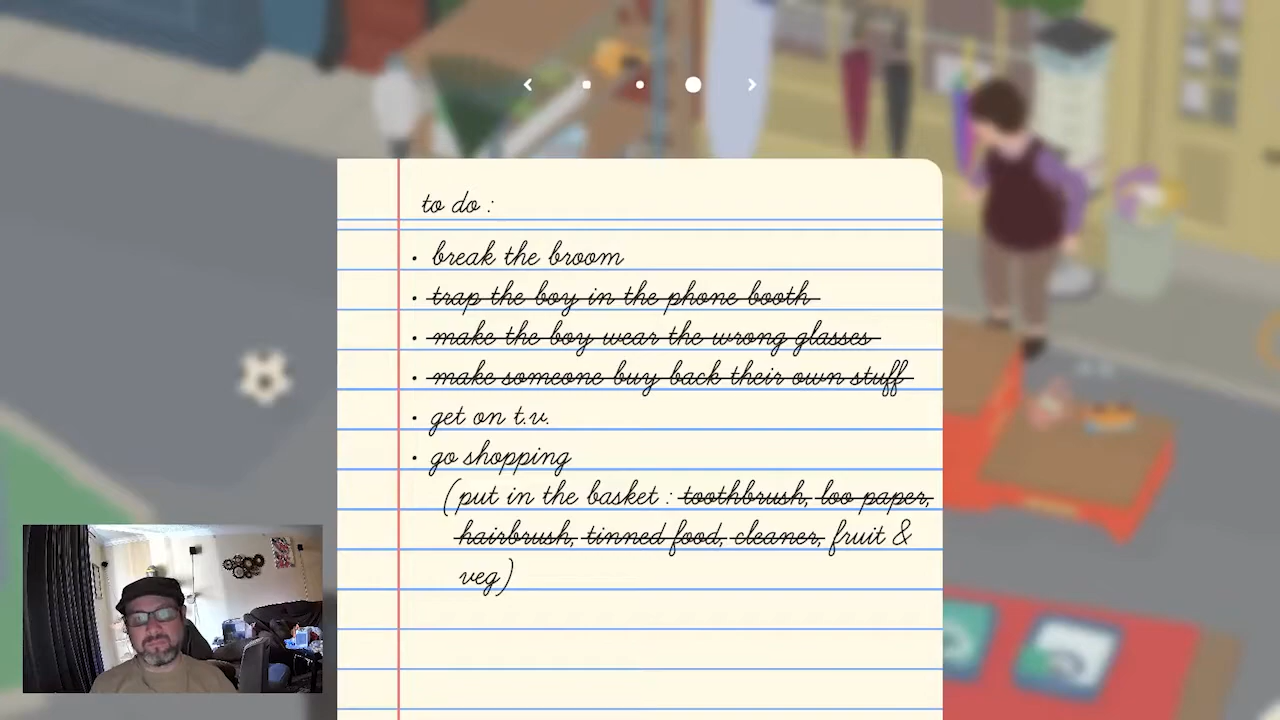 to do :
• break the broom
• trap the boy in the phone booth
• make the boy wear the wrong glasses
• make someone buy back their own stuff
• get on t.v.
• go shopping
(put in the basket : toothbrush, loo paper,
hairbrush, tinned food, cleaner, fruit &
veg)